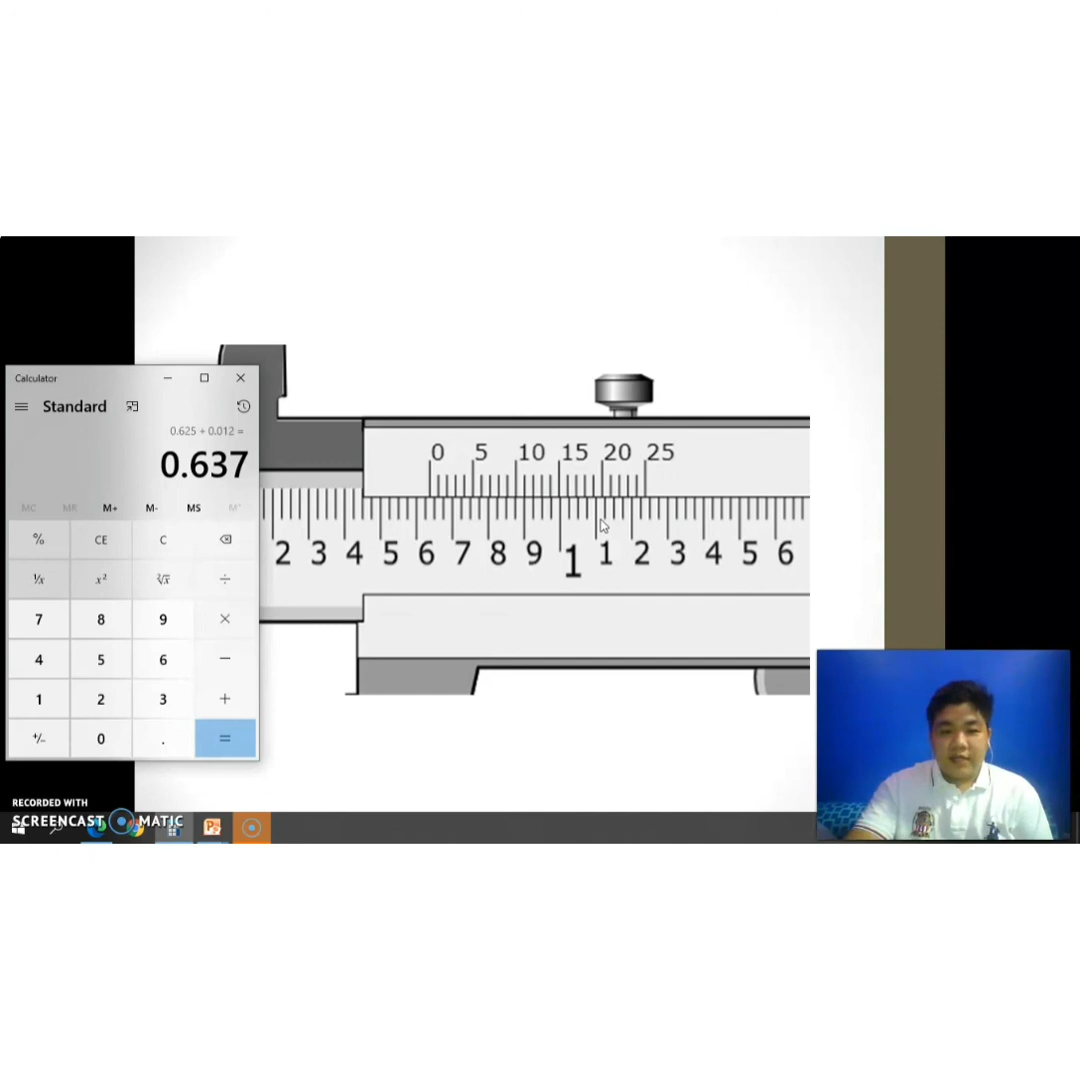 Calculator
Standard
0.625 + 0.012 =
0.637
MC MR M+ M- MS M˅
% CE C
¹/x x² ²√x ÷
7 8 9 ×
4 5 6 −
1 2 3 +
+/− 0 . =
0 5 10 15 20 25
2 3 4 5 6 7 8 9 1 1 2 3 4 5 6
RECORDED WITH
SCREENCAST MATIC